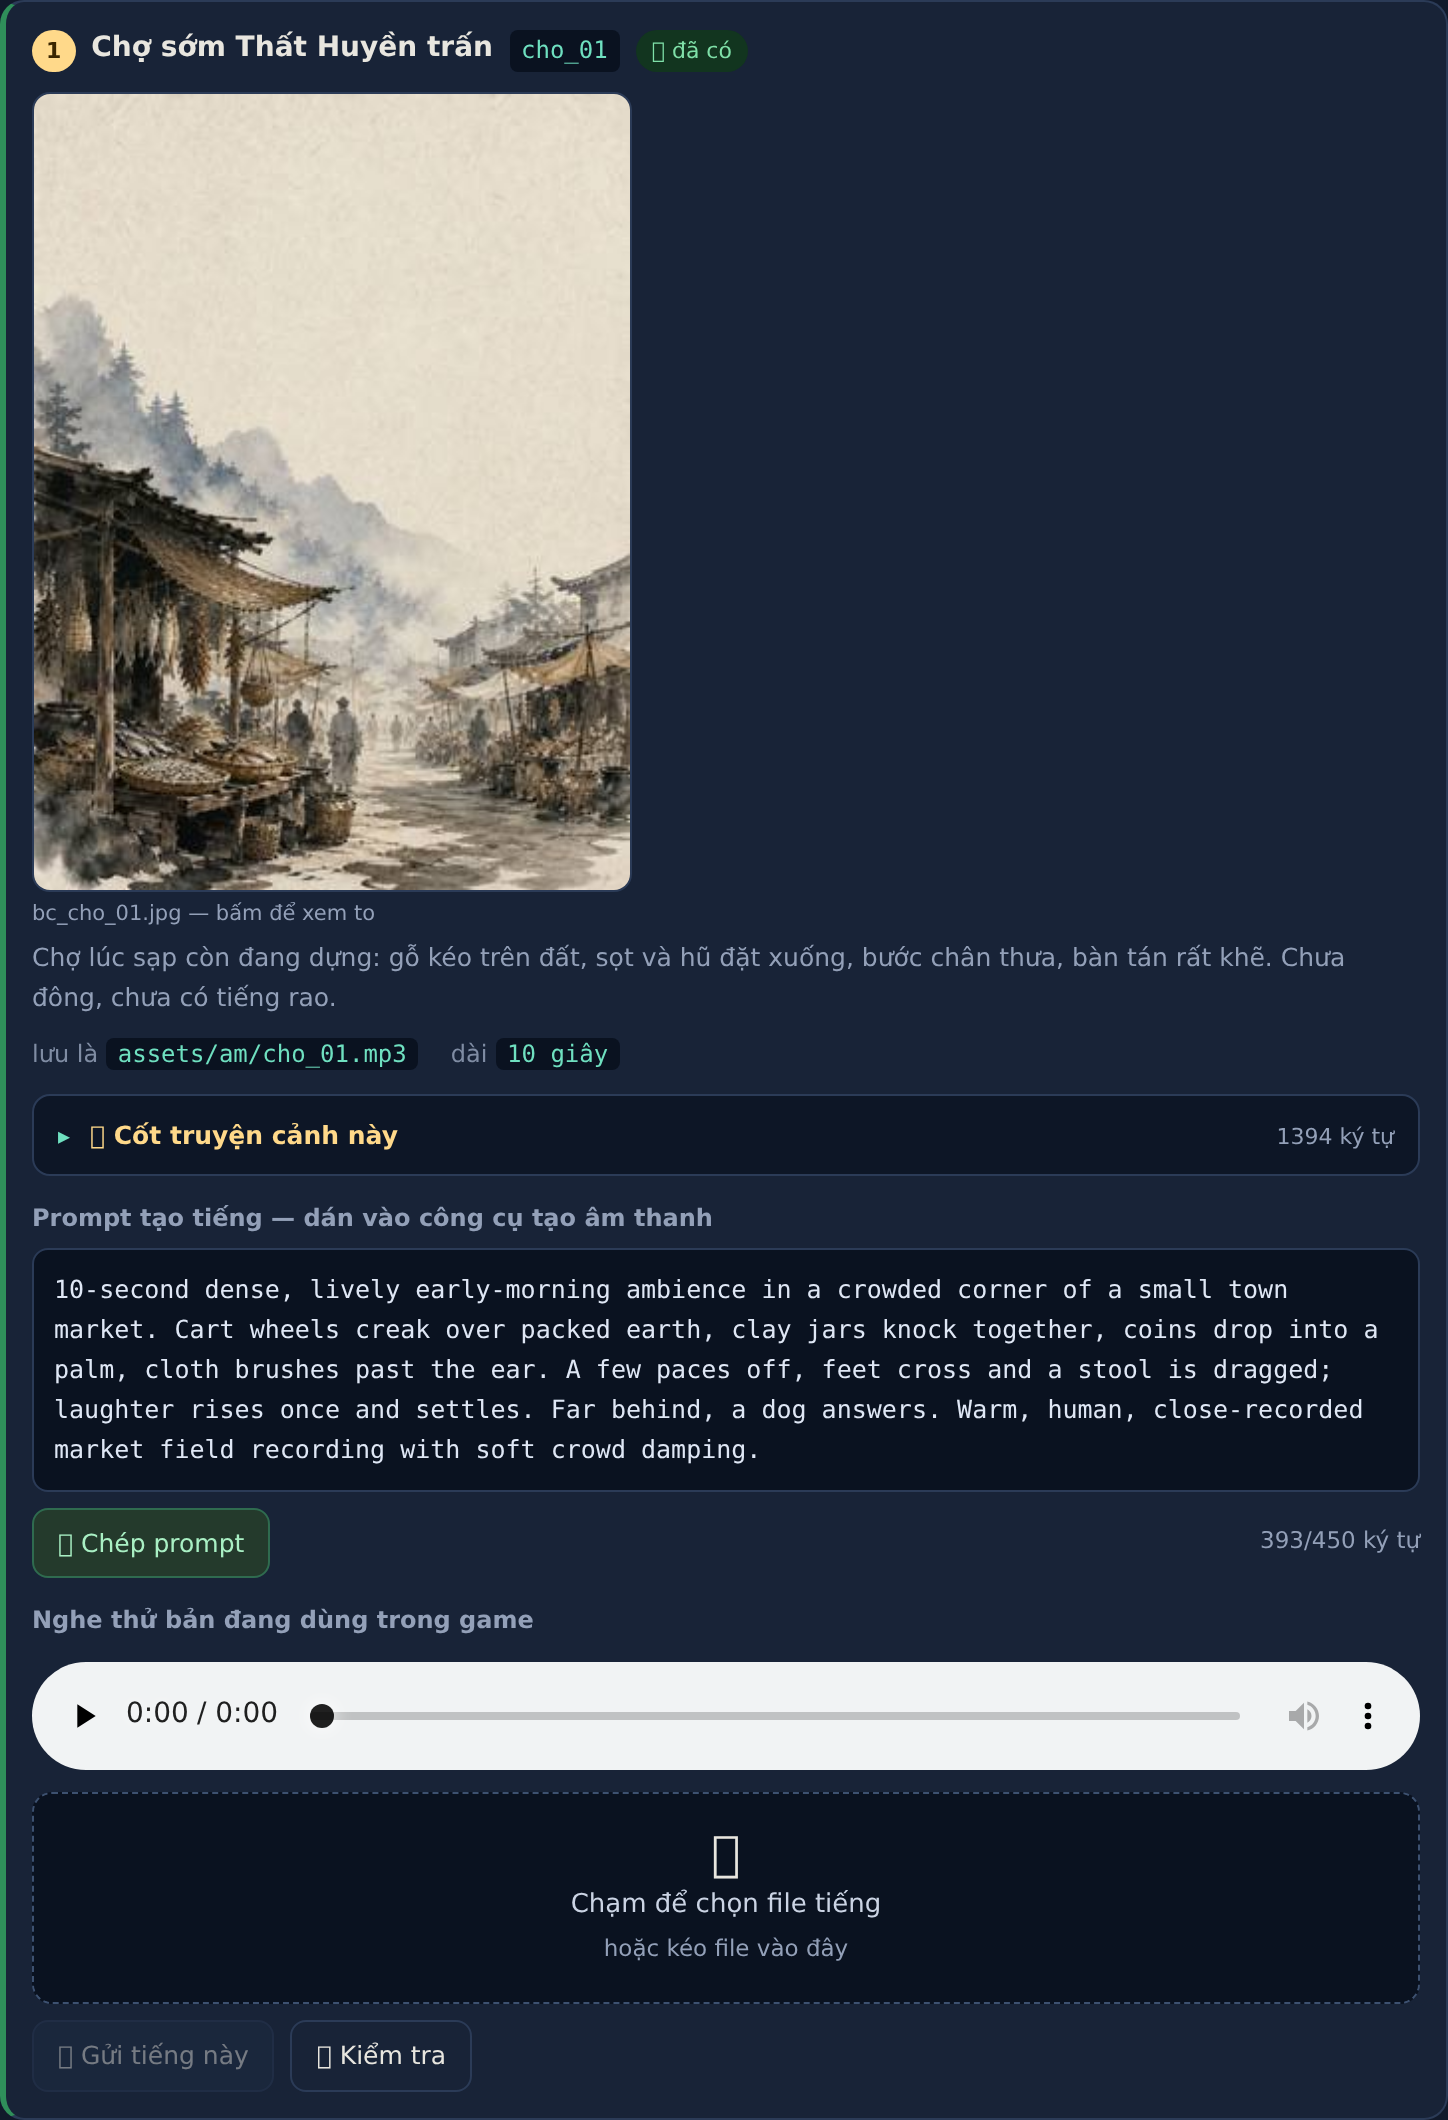 1 Chợ sớm Thất Huyền trấn cho_01 đã có
bc_cho_01.jpg — bấm để xem to
Chợ lúc sạp còn đang dựng: gỗ kéo trên đất, sọt và hũ đặt xuống, bước chân thưa, bàn tán rất khẽ. Chưa
đông, chưa có tiếng rao.
lưu là assets/am/cho_01.mp3 dài 10 giây
▸ Cốt truyện cảnh này 1394 ký tự
Prompt tạo tiếng — dán vào công cụ tạo âm thanh
10-second dense, lively early-morning ambience in a crowded corner of a small town
market. Cart wheels creak over packed earth, clay jars knock together, coins drop into a
palm, cloth brushes past the ear. A few paces off, feet cross and a stool is dragged;
laughter rises once and settles. Far behind, a dog answers. Warm, human, close-recorded
market field recording with soft crowd damping.
Chép prompt 393/450 ký tự
Nghe thử bản đang dùng trong game
0:00 / 0:00
Chạm để chọn file tiếng
hoặc kéo file vào đây
Gửi tiếng này Kiểm tra